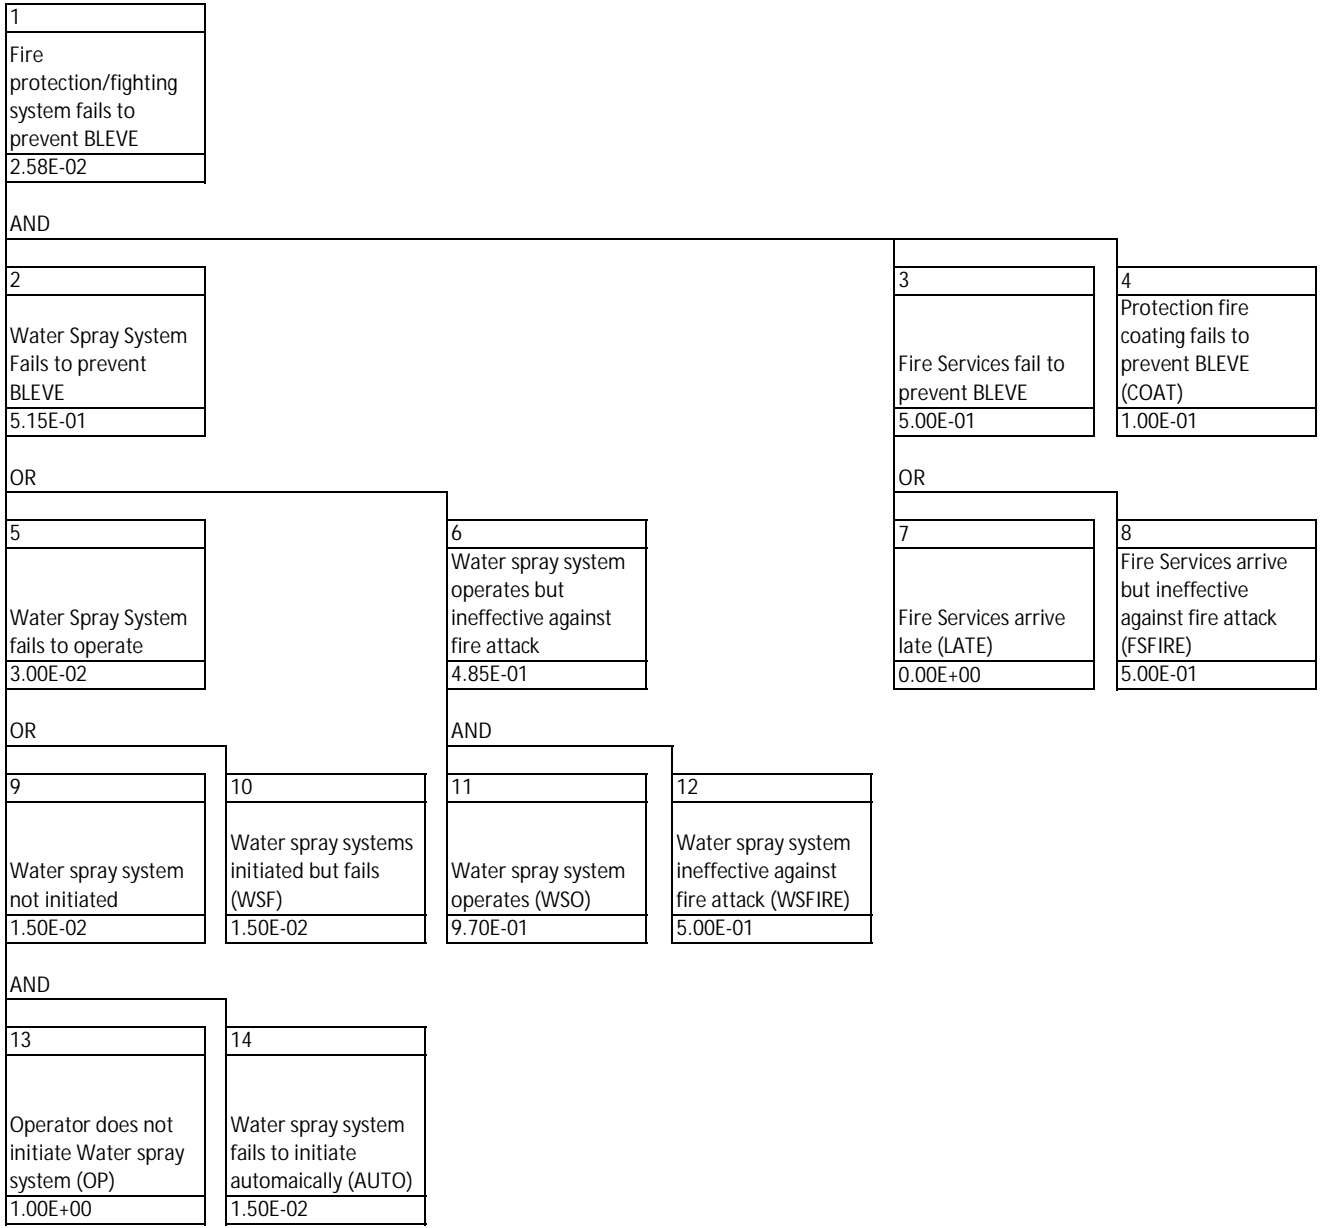 1
Fire
protection/fighting
system fails to
prevent BLEVE
2.58E-02
AND
2
Water Spray System
Fails to prevent
BLEVE
5.15E-01
3
Fire Services fail to
prevent BLEVE
5.00E-01
4
Protection fire
coating fails to
prevent BLEVE
(COAT)
1.00E-01
OR
OR
5
Water Spray System
fails to operate
3.00E-02
6
Water spray system
operates but
ineffective against
fire attack
4.85E-01
7
Fire Services arrive
late (LATE)
0.00E+00
8
Fire Services arrive
but ineffective
against fire attack
(FSFIRE)
5.00E-01
OR
AND
9
Water spray system
not initiated
1.50E-02
10
Water spray systems
initiated but fails
(WSF)
1.50E-02
11
Water spray system
operates (WSO)
9.70E-01
12
Water spray system
ineffective against
fire attack (WSFIRE)
5.00E-01
AND
13
Operator does not
initiate Water spray
system (OP)
1.00E+00
14
Water spray system
fails to initiate
automaically (AUTO)
1.50E-02